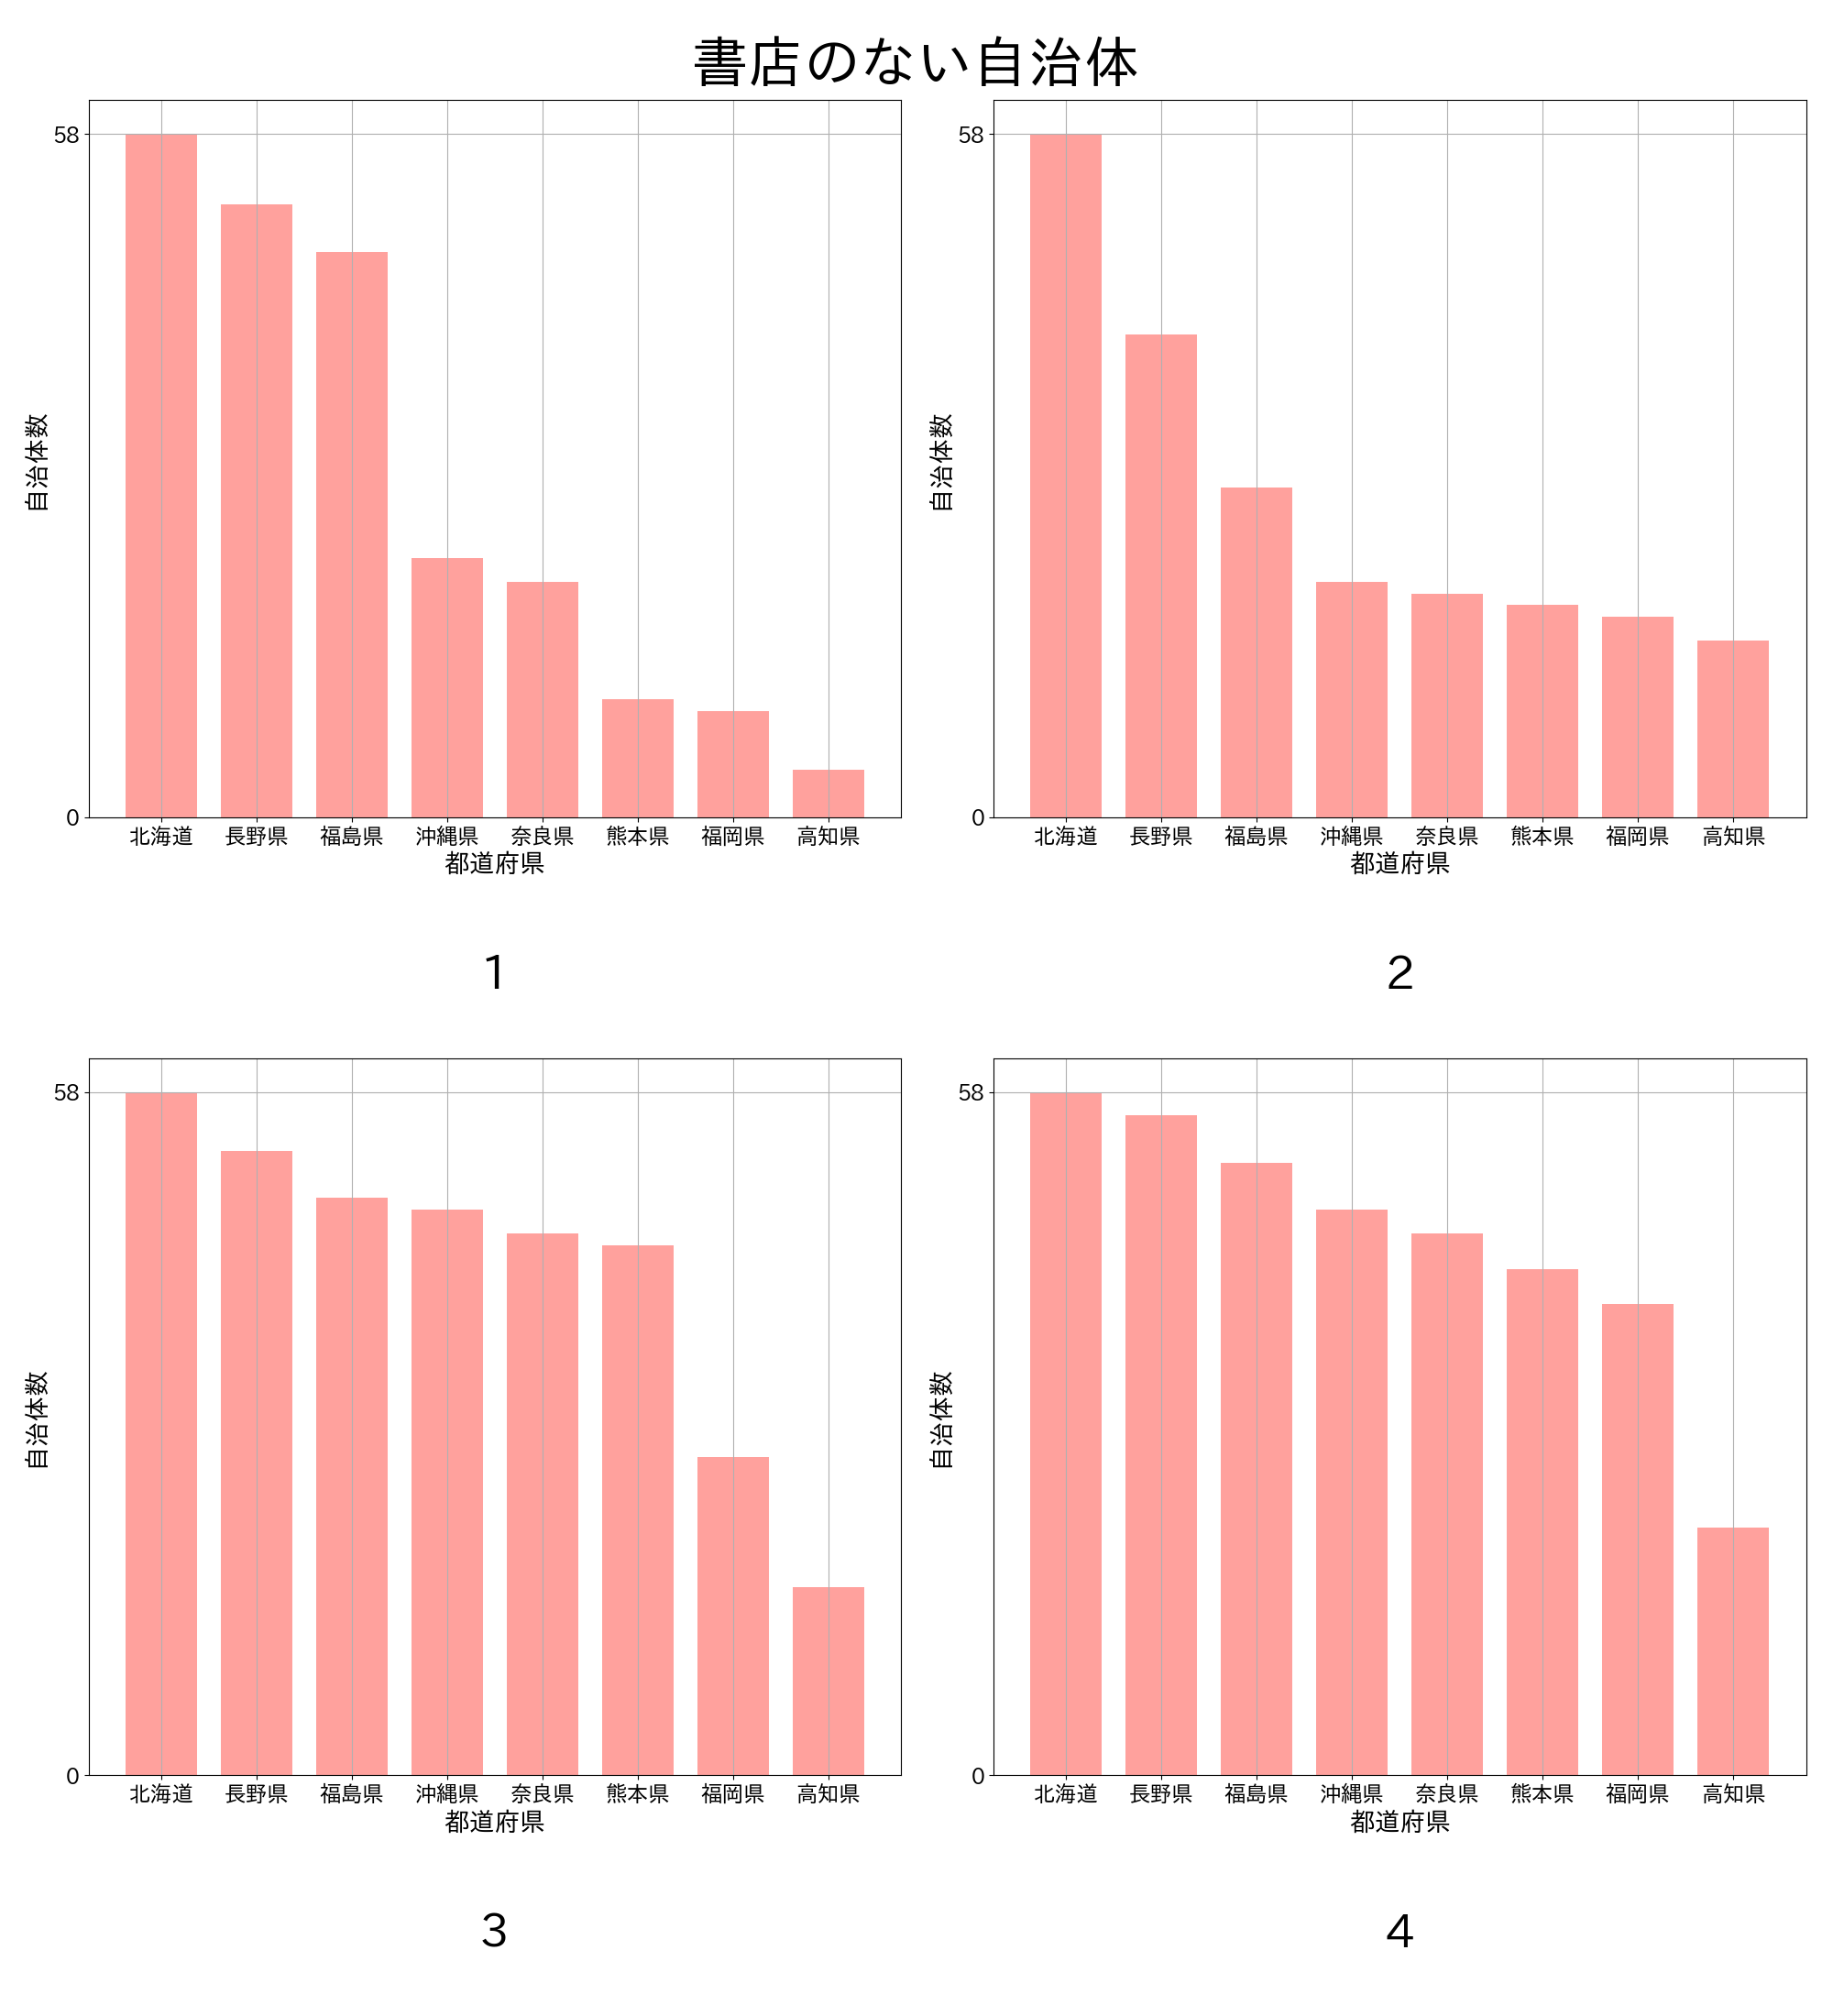 書店のない自治体
58
0
自治体数
北海道 長野県 福島県 沖縄県 奈良県 熊本県 福岡県 高知県
都道府県
1
58
0
自治体数
北海道 長野県 福島県 沖縄県 奈良県 熊本県 福岡県 高知県
都道府県
2
58
0
自治体数
北海道 長野県 福島県 沖縄県 奈良県 熊本県 福岡県 高知県
都道府県
3
58
0
自治体数
北海道 長野県 福島県 沖縄県 奈良県 熊本県 福岡県 高知県
都道府県
4